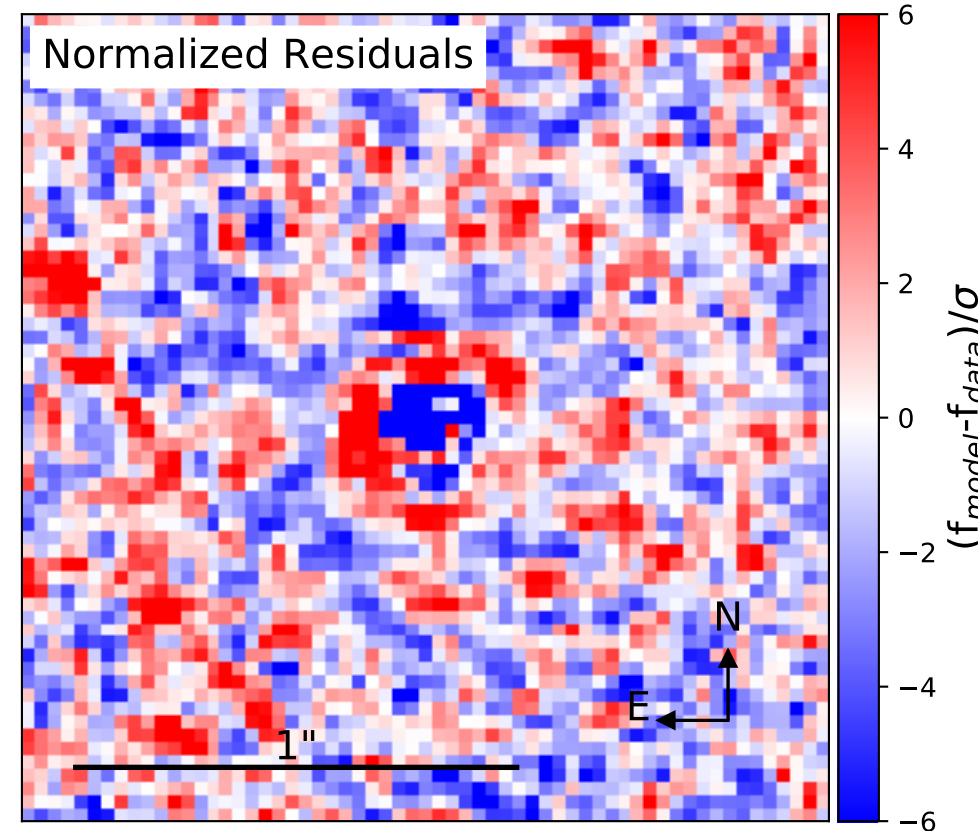 Normalized Residuals
6
4
2
0
−2
−4
−6
(f_model-f_data)/σ
N
E
1"